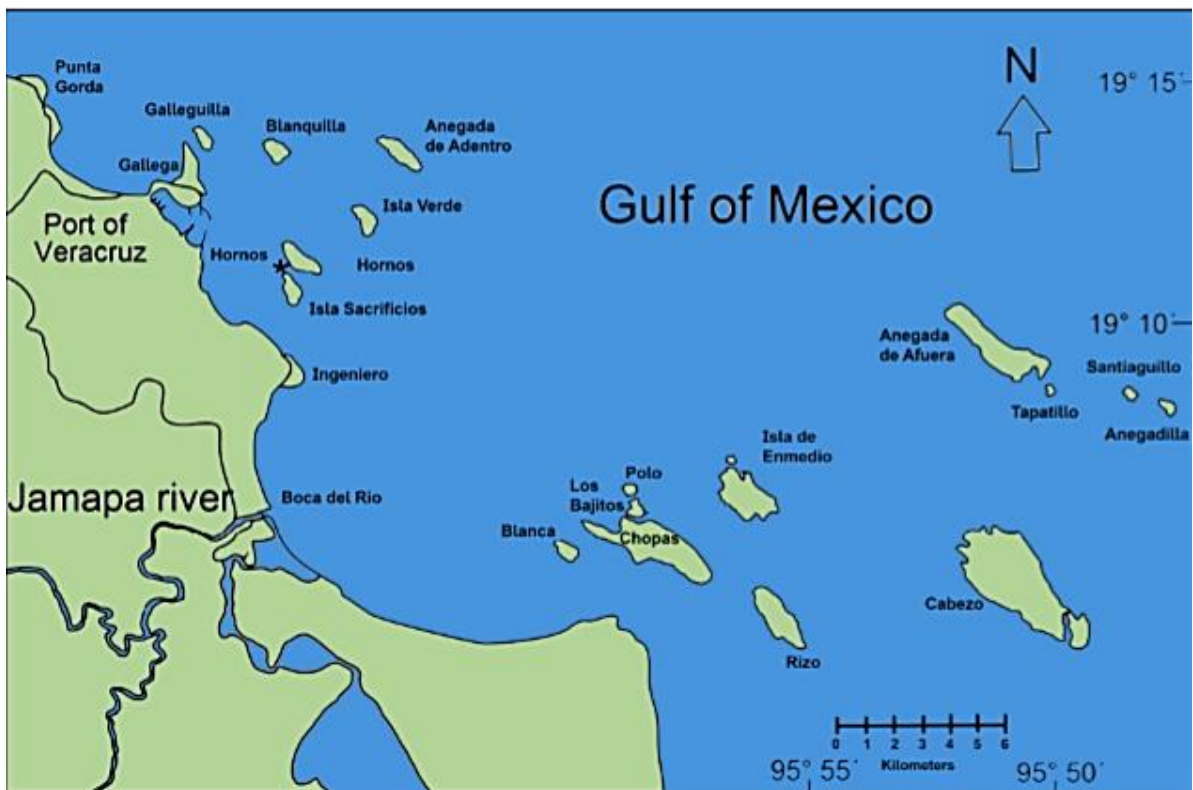 Punta
Gorda
N
19° 15´
Galleguilla
Blanquilla
Anegada
de Adentro
Gallega
Gulf of Mexico
Isla Verde
Port of
Veracruz
Hornos
Hornos
Isla Sacrificios
19° 10´
Anegada
de Afuera
Santiaguillo
Ingeniero
Tapatillo
Anegadilla
Isla de
Enmedio
Polo
Los
Bajitos
Jamapa river
Boca del Rio
Blanca
Chopas
Cabezo
Rizo
0 1 2 3 4 5 6
Kilometers
95° 55´
95° 50´